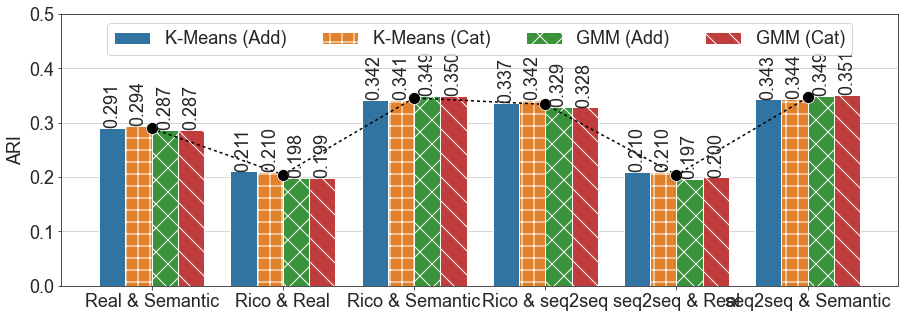 K-Means (Add) K-Means (Cat) GMM (Add) GMM (Cat)
0.5
0.4
0.3
0.2
0.1
0.0
ARI
0.291 0.294 0.287 0.287
0.211 0.210 0.198 0.199
0.342 0.341 0.349 0.350
0.337 0.342 0.329 0.328
0.210 0.210 0.197 0.200
0.343 0.344 0.349 0.351
Real & Semantic Rico & Real Rico & Semantic Rico & seq2seq seq2seq & Real seq2seq & Semantic